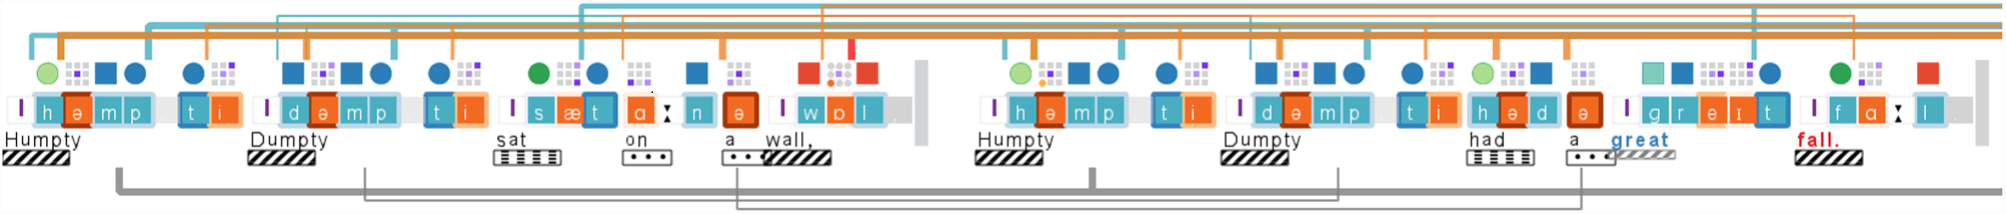 h ə m p t i d ə m p t i s æ t ɑ n ə w ɒ l h ə m p t i d ə m p t i h ə d ə g r e ɪ t f ɑ l
Humpty Dumpty sat on a wall, Humpty Dumpty had a great fall.